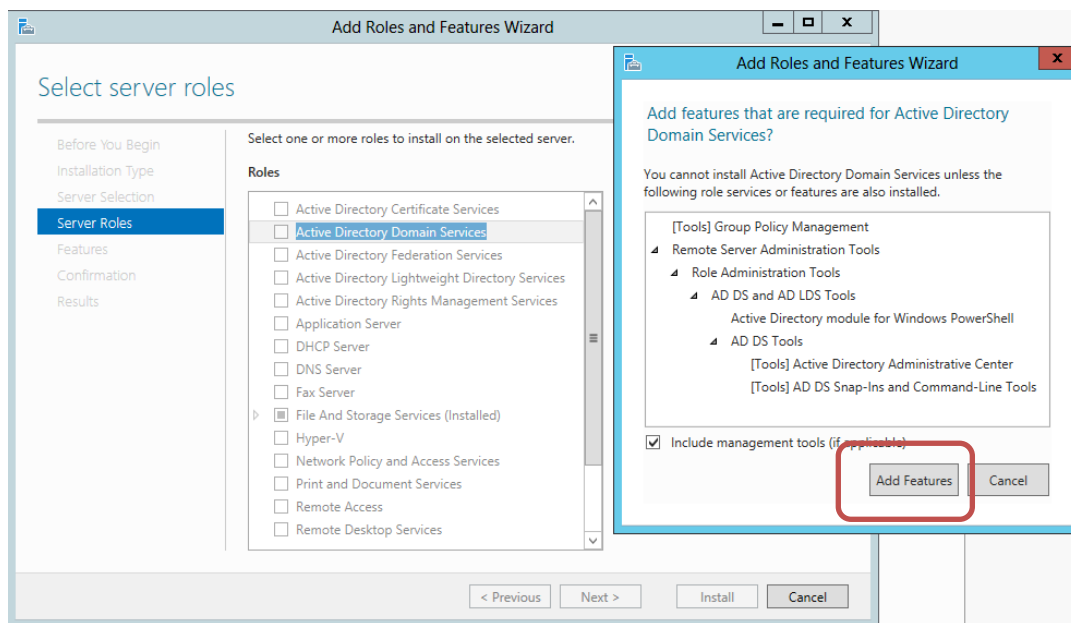 Add Roles and Features Wizard
Select server roles
Before You Begin
Installation Type
Server Selection
Server Roles
Features
Confirmation
Results
Select one or more roles to install on the selected server.
Roles
Active Directory Certificate Services
Active Directory Domain Services
Active Directory Federation Services
Active Directory Lightweight Directory Services
Active Directory Rights Management Services
Application Server
DHCP Server
DNS Server
Fax Server
File And Storage Services (Installed)
Hyper-V
Network Policy and Access Services
Print and Document Services
Remote Access
Remote Desktop Services
< Previous
Next >
Install
Cancel
Add Roles and Features Wizard
Add features that are required for Active Directory
Domain Services?
You cannot install Active Directory Domain Services unless the
following role services or features are also installed.
[Tools] Group Policy Management
Remote Server Administration Tools
Role Administration Tools
AD DS and AD LDS Tools
Active Directory module for Windows PowerShell
AD DS Tools
[Tools] Active Directory Administrative Center
[Tools] AD DS Snap-Ins and Command-Line Tools
Include management tools (if applicable)
Add Features
Cancel